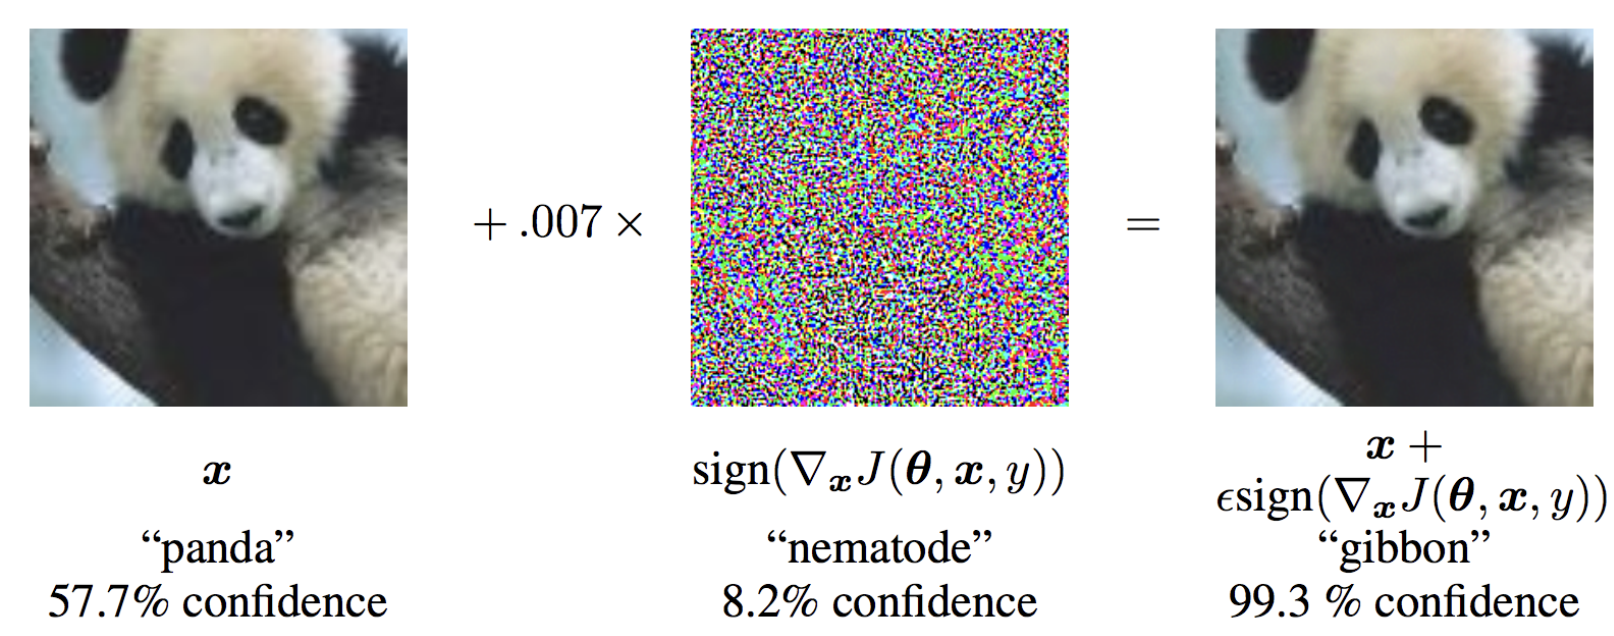 + .007 ×
=
x
“panda”
57.7% confidence
sign(∇ₓJ(θ, x, y))
“nematode”
8.2% confidence
x +
ϵsign(∇ₓJ(θ, x, y))
“gibbon”
99.3 % confidence